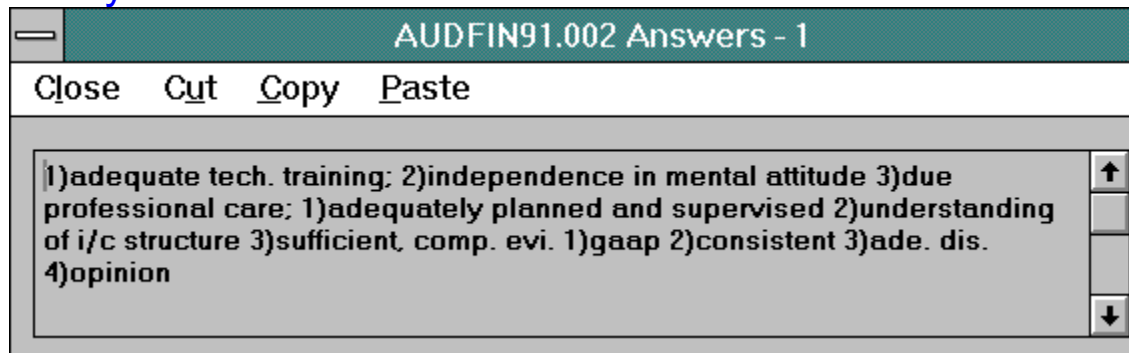 AUDFIN91.002 Answers - 1
Close Cut Copy Paste
1)adequate tech. training; 2)independence in mental attitude 3)due
professional care; 1)adequately planned and supervised 2)understanding
of i/c structure 3)sufficient, comp. evi. 1)gaap 2)consistent 3)ade. dis.
4)opinion